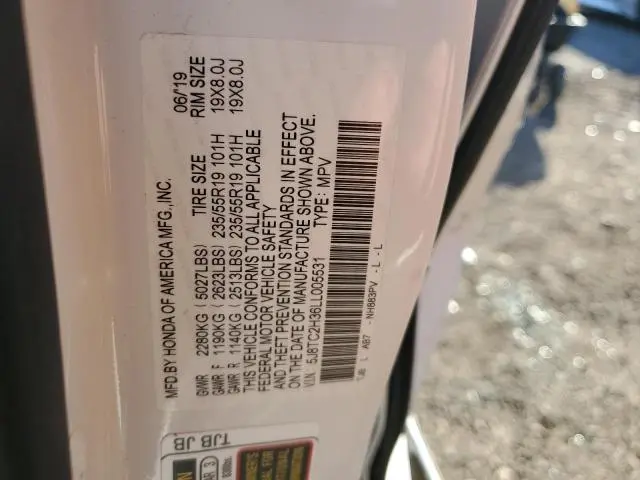 MFD.BY HONDA OF AMERICA MFG.,INC. 06/19
TIRE SIZE RIM SIZE
GVWR 2280KG (5027LBS)
GAWR F 1190KG (2623LBS) 235/55R19 101H 19X8.0J
GAWR R 1140KG (2513LBS) 235/55R19 101H 19X8.0J
THIS VEHICLE CONFORMS TO ALL APPLICABLE
FEDERAL MOTOR VEHICLE SAFETY
AND THEFT PREVENTION STANDARDS IN EFFECT
ON THE DATE OF MANUFACTURE SHOWN ABOVE.
V.I.N. 5J8TC2H36LL005531 TYPE: MPV
TJB 1 AB7 -NH883PV -L -L
TJB JB